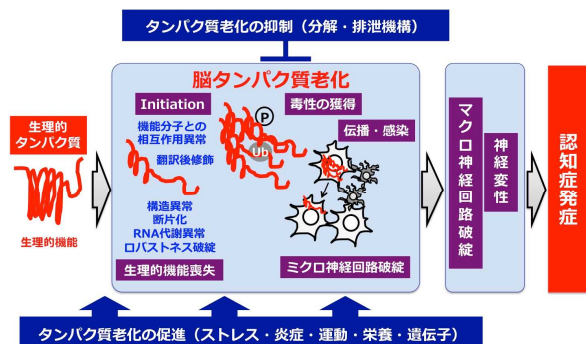 タンパク質老化の抑制（分解・排泄機構）
脳タンパク質老化
Initiation
毒性の獲得
機能分子との
相互作用異常
翻訳後修飾
P
Ub
伝播・感染
生理的
タンパク質
生理的機能
構造異常
断片化
RNA代謝異常
ロバストネス破綻
生理的機能喪失
ミクロ神経回路破綻
マクロ神経回路破綻
神経変性
認知症発症
タンパク質老化の促進（ストレス・炎症・運動・栄養・遺伝子）